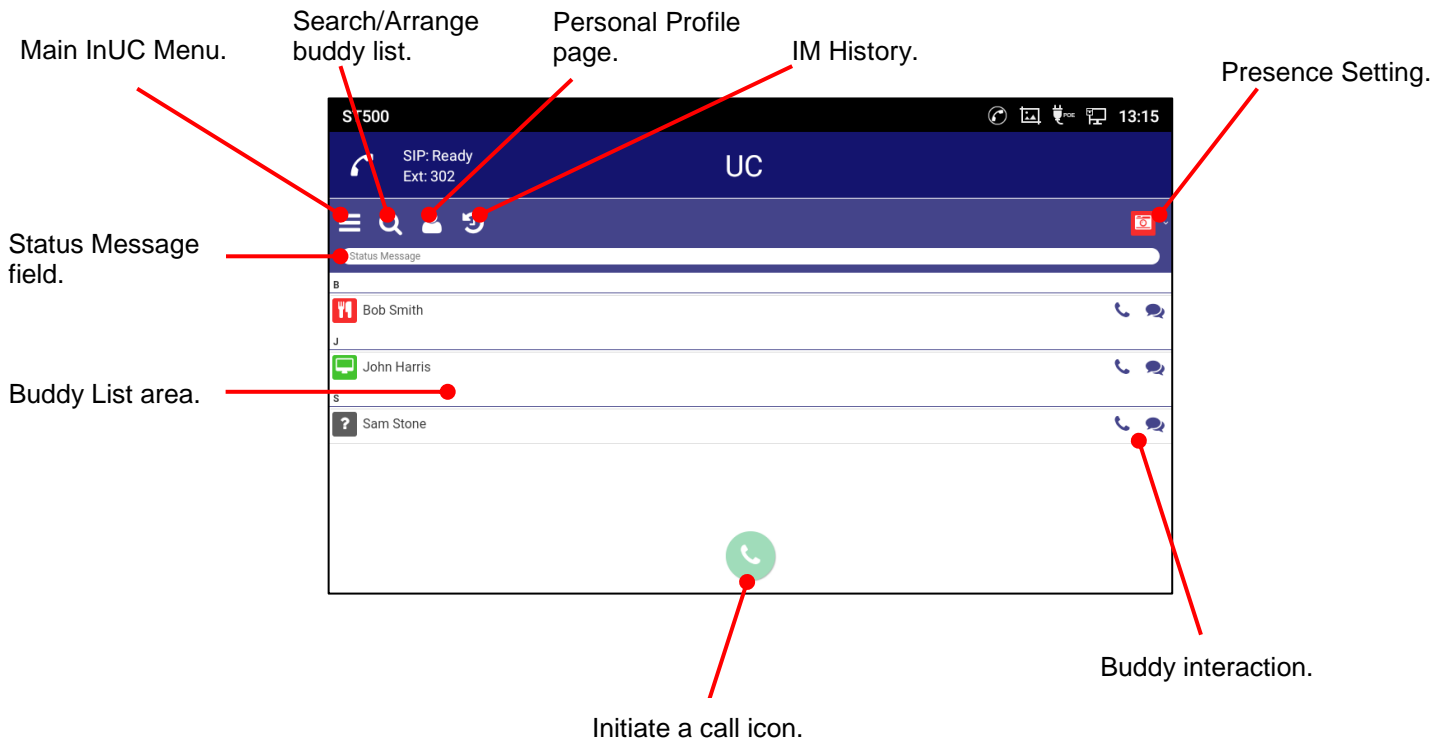 Search/Arrange
buddy list.
Personal Profile
page.
Main InUC Menu.
IM History.
Presence Setting.
ST500
POE
13:15
SIP: Ready
Ext: 302
UC
Status Message
field.
Status Message
B
Bob Smith
J
John Harris
Buddy List area.
S
? Sam Stone
Buddy interaction.
Initiate a call icon.